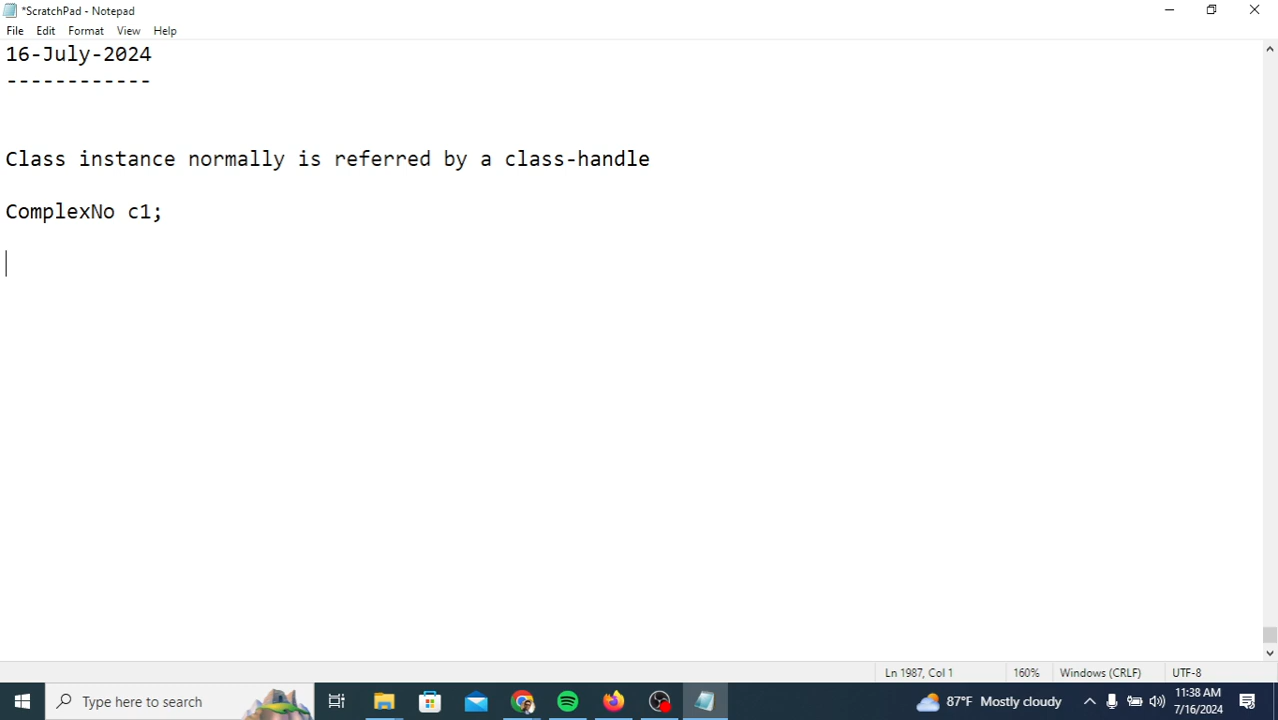 *ScratchPad - Notepad
File Edit Format View Help
16-July-2024
------------
Class instance normally is referred by a class-handle
ComplexNo c1;
Ln 1987, Col 1 160% Windows (CRLF) UTF-8
Type here to search 87°F Mostly cloudy 11:38 AM
7/16/2024